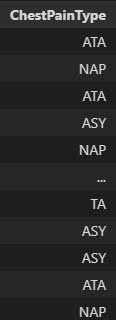 ChestPainType
ATA
NAP
ATA
ASY
NAP
...
TA
ASY
ASY
ATA
NAP